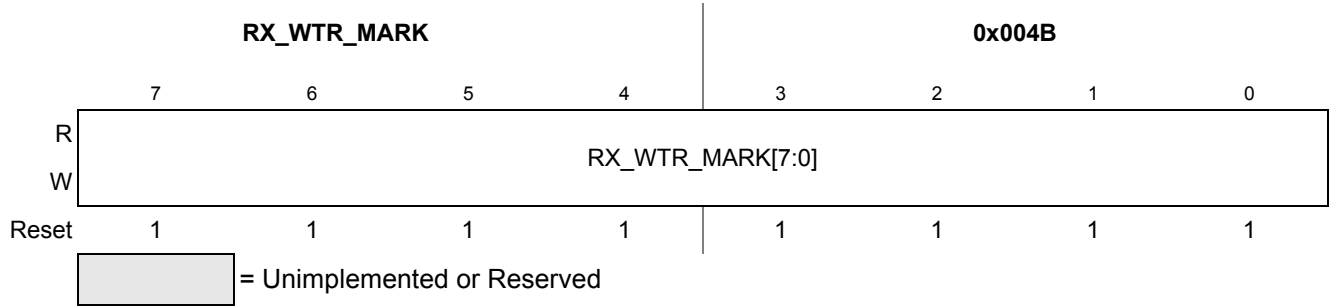 RX_WTR_MARK 0x004B
7 6 5 4 3 2 1 0
R
RX_WTR_MARK[7:0]
W
Reset 1 1 1 1 1 1 1 1
= Unimplemented or Reserved